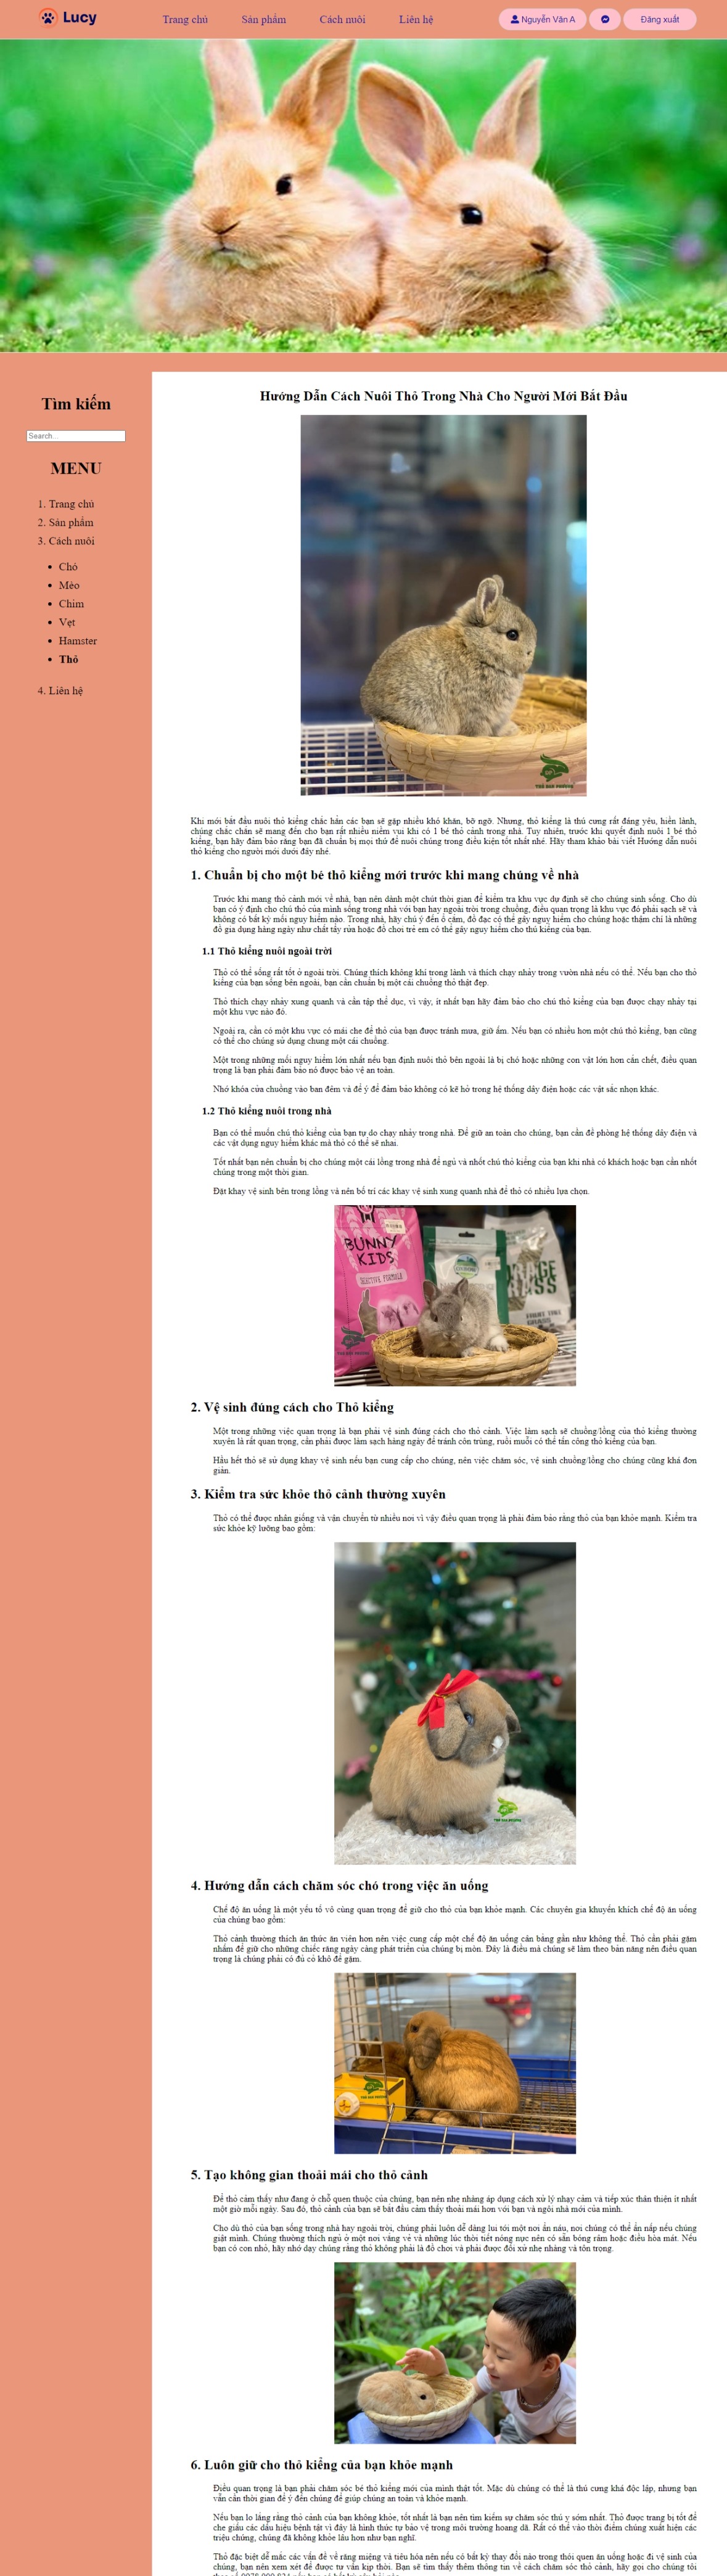 Lucy
Trang chủ
Sản phẩm
Cách nuôi
Liên hệ
Nguyễn Văn A
Đăng xuất
Tìm kiếm
Search...
MENU
1. Trang chủ
2. Sản phẩm
3. Cách nuôi
Chó
Mèo
Chim
Vẹt
Hamster
Thỏ
4. Liên hệ
Hướng Dẫn Cách Nuôi Thỏ Trong Nhà Cho Người Mới Bắt Đầu
Khi mới bắt đầu nuôi thỏ kiểng chắc hẳn các bạn sẽ gặp nhiều khó khăn, bỡ ngỡ. Nhưng, thỏ kiểng là thú cưng rất đáng yêu, hiền lành,
chúng chắc chắn sẽ mang đến cho bạn rất nhiều niềm vui khi có 1 bé thỏ cảnh trong nhà. Tuy nhiên, trước khi quyết định nuôi 1 bé thỏ
kiểng, bạn hãy đảm bảo rằng bạn đã chuẩn bị mọi thứ để nuôi chúng trong điều kiện tốt nhất nhé. Hãy tham khảo bài viết Hướng dẫn nuôi
thỏ kiểng cho người mới dưới đây nhé.
1. Chuẩn bị cho một bé thỏ kiểng mới trước khi mang chúng về nhà
Trước khi mang thỏ cảnh mới về nhà, bạn nên dành một chút thời gian để kiểm tra khu vực dự định sẽ cho chúng sinh sống. Cho dù
bạn có ý định cho chú thỏ của mình sống trong nhà với bạn hay ngoài trời trong chuồng, điều quan trọng là khu vực đó phải sạch sẽ và
không có bất kỳ mối nguy hiểm nào. Trong nhà, hãy chú ý đến ổ cắm, đồ đạc có thể gây nguy hiểm cho chúng hoặc thậm chí là những
đồ gia dụng hàng ngày như chất tẩy rửa hoặc đồ chơi trẻ em có thể gây nguy hiểm cho thú kiểng của bạn.
1.1 Thỏ kiểng nuôi ngoài trời
Thỏ có thể sống rất tốt ở ngoài trời. Chúng thích không khí trong lành và thích chạy nhảy trong vườn nhà nếu có thể. Nếu bạn cho thỏ
kiểng của bạn sống bên ngoài, bạn cần chuẩn bị một cái chuồng thỏ thật đẹp.
Thỏ thích chạy nhảy xung quanh và cần tập thể dục, vì vậy, ít nhất bạn hãy đảm bảo cho chú thỏ kiểng của bạn được chạy nhảy tại
một khu vực nào đó.
Ngoài ra, cần có một khu vực có mái che để thỏ của bạn được tránh mưa, giữ ấm. Nếu bạn có nhiều hơn một chú thỏ kiểng, bạn cũng
có thể cho chúng sử dụng chung một cái chuồng.
Một trong những mối nguy hiểm lớn nhất nếu bạn định nuôi thỏ bên ngoài là bị chó hoặc những con vật lớn hơn cắn chết, điều quan
trọng là bạn phải đảm bảo nó được bảo vệ an toàn.
Nhớ khóa cửa chuồng vào ban đêm và để ý để đảm bảo không có kẽ hở trong hệ thống dây điện hoặc các vật sắc nhọn khác.
1.2 Thỏ kiểng nuôi trong nhà
Bạn có thể muốn chú thỏ kiểng của bạn tự do chạy nhảy trong nhà. Để giữ an toàn cho chúng, bạn cần đề phòng hệ thống dây điện và
các vật dụng nguy hiểm khác mà thỏ có thể sẽ nhai.
Tốt nhất bạn nên chuẩn bị cho chúng một cái lồng trong nhà để ngủ và nhốt chú thỏ kiểng của bạn khi nhà có khách hoặc bạn cần nhốt
chúng trong một thời gian.
Đặt khay vệ sinh bên trong lồng và nên bố trí các khay vệ sinh xung quanh nhà để thỏ có nhiều lựa chọn.
BUNNY
KIDS
2. Vệ sinh đúng cách cho Thỏ kiểng
Một trong những việc quan trọng là bạn phải vệ sinh đúng cách cho thỏ cảnh. Việc làm sạch sẽ chuồng/lồng của thỏ kiểng thường
xuyên là rất quan trọng, cần phải được làm sạch hàng ngày để tránh côn trùng, ruồi muỗi có thể tấn công thỏ kiểng của bạn.
Hầu hết thỏ sẽ sử dụng khay vệ sinh nếu bạn cung cấp cho chúng, nên việc chăm sóc, vệ sinh chuồng/lồng cho chúng cũng khá đơn
giản.
3. Kiểm tra sức khỏe thỏ cảnh thường xuyên
Thỏ có thể được nhân giống và vận chuyển từ nhiều nơi vì vậy điều quan trọng là phải đảm bảo rằng thỏ của bạn khỏe mạnh. Kiểm tra
sức khỏe kỹ lưỡng bao gồm:
4. Hướng dẫn cách chăm sóc chó trong việc ăn uống
Chế độ ăn uống là một yếu tố vô cùng quan trọng để giữ cho thỏ của bạn khỏe mạnh. Các chuyên gia khuyến khích chế độ ăn uống
của chúng bao gồm:
Thỏ cảnh thường thích ăn thức ăn viên hơn nên việc cung cấp một chế độ ăn uống cân bằng gần như không thể. Thỏ cần phải gặm
nhấm để giữ cho những chiếc răng ngày càng phát triển của chúng bị mòn. Đây là điều mà chúng sẽ làm theo bản năng nên điều quan
trọng là chúng phải có đủ cỏ khô để gặm.
5. Tạo không gian thoải mái cho thỏ cảnh
Để thỏ cảm thấy như đang ở chỗ quen thuộc của chúng, bạn nên nhẹ nhàng áp dụng cách xử lý nhạy cảm và tiếp xúc thân thiện ít nhất
một giờ mỗi ngày. Sau đó, thỏ cảnh của bạn sẽ bắt đầu cảm thấy thoải mái hơn với bạn và ngôi nhà mới của mình.
Cho dù thỏ của bạn sống trong nhà hay ngoài trời, chúng phải luôn dễ dàng lui tới một nơi ẩn náu, nơi chúng có thể ẩn nấp nếu chúng
giật mình. Chúng thường thích ngủ ở một nơi vắng vẻ và những lúc thời tiết nóng nực nên có sẵn bóng râm hoặc điều hòa mát. Nếu
bạn có con nhỏ, hãy nhớ dạy chúng rằng thỏ không phải là đồ chơi và phải được đối xử nhẹ nhàng và tôn trọng.
6. Luôn giữ cho thỏ kiểng của bạn khỏe mạnh
Điều quan trọng là bạn phải chăm sóc bé thỏ kiểng mới của mình thật tốt. Mặc dù chúng có thể là thú cưng khá độc lập, nhưng bạn
vẫn cần thời gian để ý đến chúng để giúp chúng an toàn và khỏe mạnh.
Nếu bạn lo lắng rằng thỏ cảnh của bạn không khỏe, tốt nhất là bạn nên tìm kiếm sự chăm sóc thú y sớm nhất. Thỏ được trang bị tốt để
che giấu các dấu hiệu bệnh tật vì đây là hình thức tự bảo vệ trong môi trường hoang dã. Rất có thể vào thời điểm chúng xuất hiện các
triệu chứng, chúng đã không khỏe lâu hơn như bạn nghĩ.
Thỏ đặc biệt dễ mắc các vấn đề về răng miệng và tiêu hóa nên nếu có bất kỳ thay đổi nào trong thói quen ăn uống hoặc đi vệ sinh của
chúng, bạn nên xem xét để được tư vấn kịp thời. Bạn sẽ tìm thấy thêm thông tin về cách chăm sóc thỏ cảnh, hãy gọi cho chúng tôi